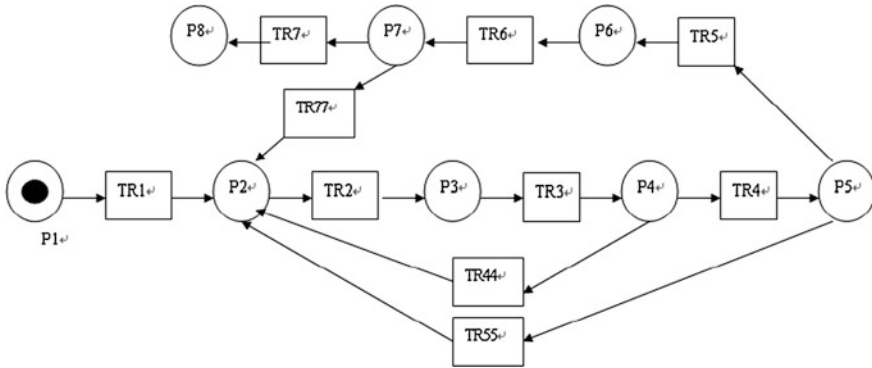 P8↵
TR7↵
P7↵
TR6↵
P6↵
TR5↵
TR77↵
P1↵
TR1↵
P2↵
TR2↵
P3↵
TR3↵
P4↵
TR4↵
P5↵
TR44↵
TR55↵